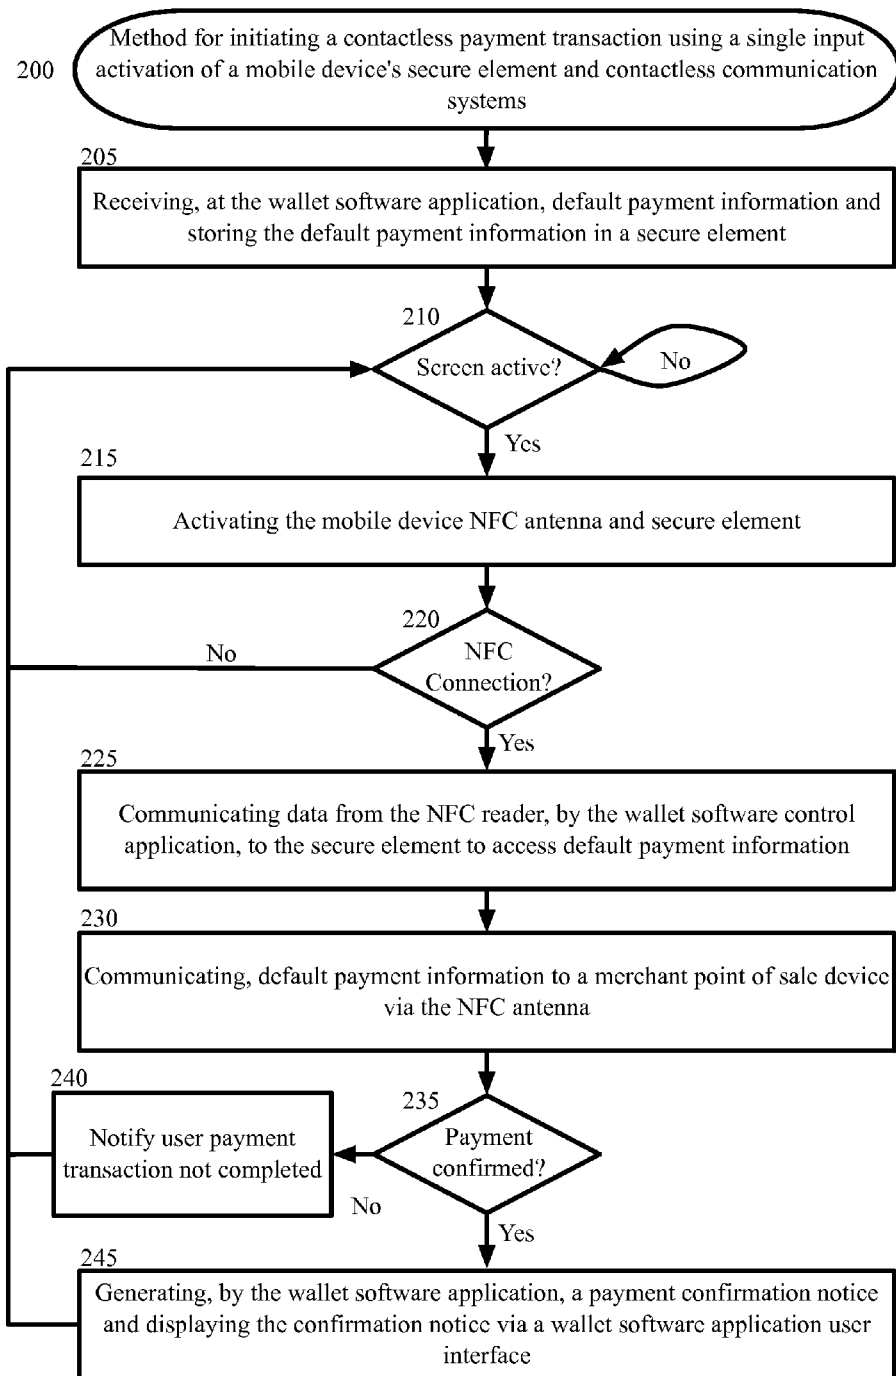 200
Method for initiating a contactless payment transaction using a single input
activation of a mobile device's secure element and contactless communication
systems
205
Receiving, at the wallet software application, default payment information and
storing the default payment information in a secure element
210
Screen active?
No
Yes
215
Activating the mobile device NFC antenna and secure element
220
NFC
Connection?
No
Yes
225
Communicating data from the NFC reader, by the wallet software control
application, to the secure element to access default payment information
230
Communicating, default payment information to a merchant point of sale device
via the NFC antenna
240
Notify user payment
transaction not completed
235
Payment
confirmed?
No
Yes
245
Generating, by the wallet software application, a payment confirmation notice
and displaying the confirmation notice via a wallet software application user
interface